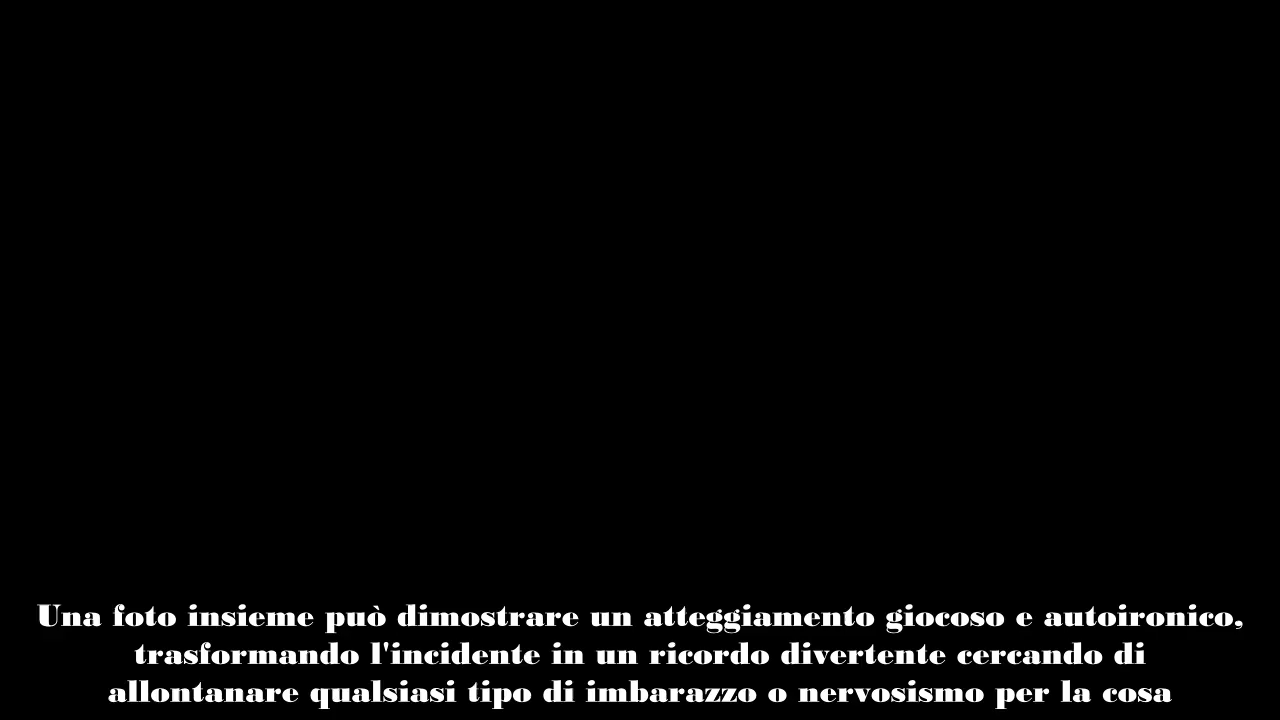 Una foto insieme può dimostrare un atteggiamento giocoso e autoironico,
trasformando l'incidente in un ricordo divertente cercando di
allontanare qualsiasi tipo di imbarazzo o nervosismo per la cosa